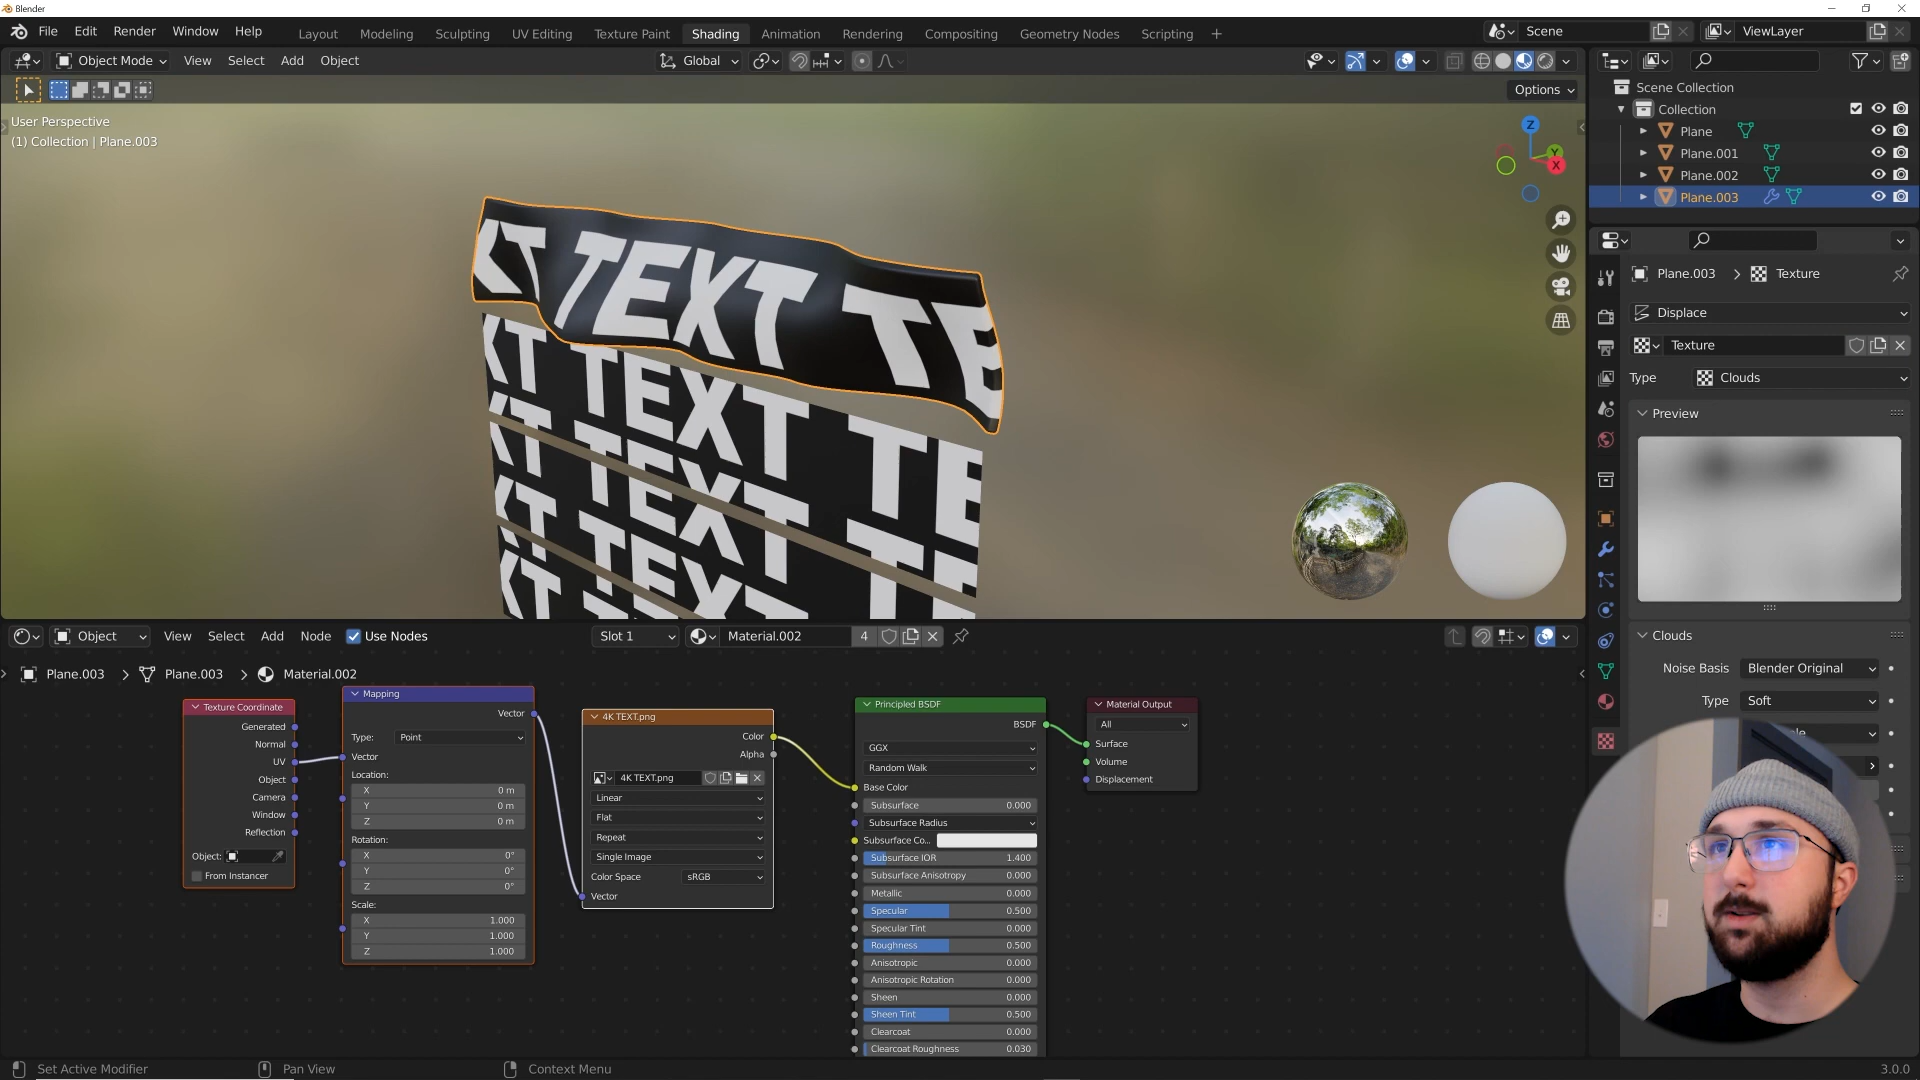 Blender
File Edit Render Window Help
Layout Modeling Sculpting UV Editing Texture Paint Shading Animation Rendering Compositing Geometry Nodes Scripting +
Scene
ViewLayer
Object Mode View Select Add Object
Global
Options
User Perspective
(1) Collection | Plane.003
Z
Y
X
XT TEXT TE
XT TEXT TE
XT TEXT TE
XT TEXT
XT TEXT
Scene Collection
Collection
Plane
Plane.001
Plane.002
Plane.003
Plane.003 > Texture
Displace
Texture
Type Clouds
Preview
Clouds
Noise Basis Blender Original
Type Soft
Object View Select Add Node Use Nodes
Slot 1
Material.002 4
Plane.003 > Plane.003 > Material.002
Texture Coordinate
Generated
Normal
UV
Object
Camera
Window
Reflection
Object:
From Instancer
Mapping
Vector
Type: Point
Vector
Location:
X 0 m
Y 0 m
Z 0 m
Rotation:
X 0°
Y 0°
Z 0°
Scale:
X 1.000
Y 1.000
Z 1.000
4K TEXT.png
Color
Alpha
4K TEXT.png
Linear
Flat
Repeat
Single Image
Color Space sRGB
Vector
Principled BSDF
BSDF
GGX
Random Walk
Base Color
Subsurface 0.000
Subsurface Radius
Subsurface Co...
Subsurface IOR 1.400
Subsurface Anisotropy 0.000
Metallic 0.000
Specular 0.500
Specular Tint 0.000
Roughness 0.500
Anisotropic 0.000
Anisotropic Rotation 0.000
Sheen 0.000
Sheen Tint 0.500
Clearcoat 0.000
Clearcoat Roughness 0.030
Material Output
All
Surface
Volume
Displacement
Set Active Modifier
Pan View
Context Menu
3.0.0